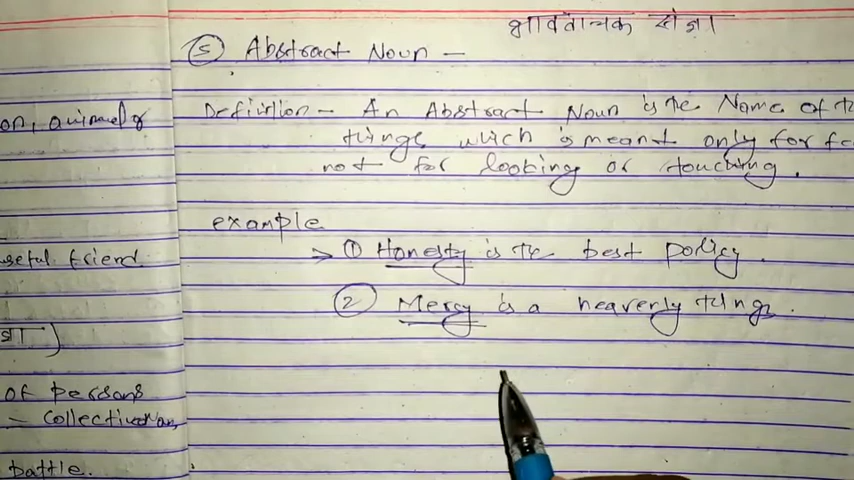 भाववाचक संज्ञा
⑤ Abstract Noun -
Definition - An Abstract Noun is the Name of
things which is meant only for
not for looking or touching.
example
> ① Honesty is the best policy.
② Mercy is a heavenly thing.
on, animal or
useful friend
of persons
- Collective Noun,
battle.